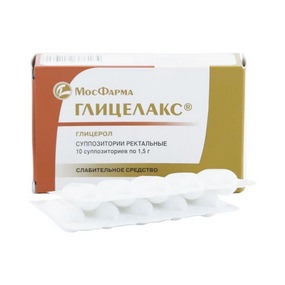 МосФарма
ГЛИЦЕЛАКС®
ГЛИЦЕРОЛ
СУППОЗИТОРИИ РЕКТАЛЬНЫЕ
10 суппозиториев по 1,5 г
СЛАБИТЕЛЬНОЕ СРЕДСТВО